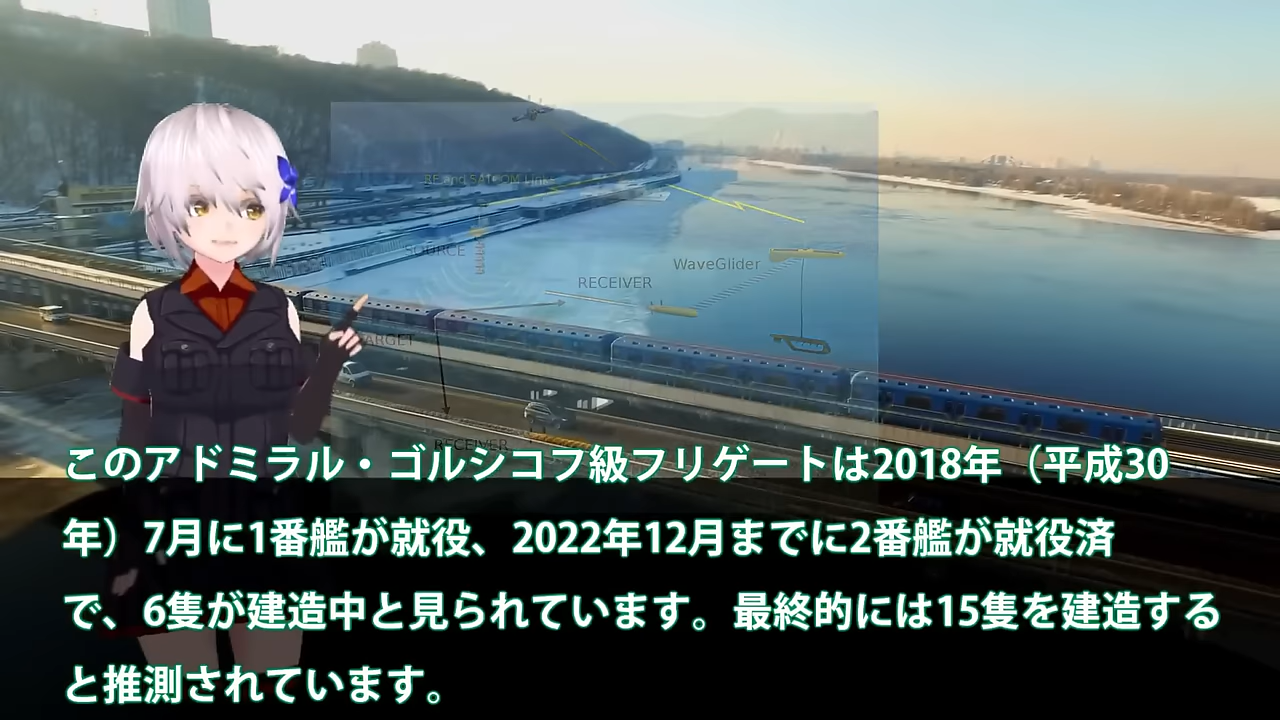 RF and SATCOM Links
SOURCE
WaveGlider
RECEIVER
TARGET
RECEIVER
このアドミラル・ゴルシコフ級フリゲートは2018年（平成30
年）7月に1番艦が就役、2022年12月までに2番艦が就役済
で、6隻が建造中と見られています。最終的には15隻を建造する
と推測されています。